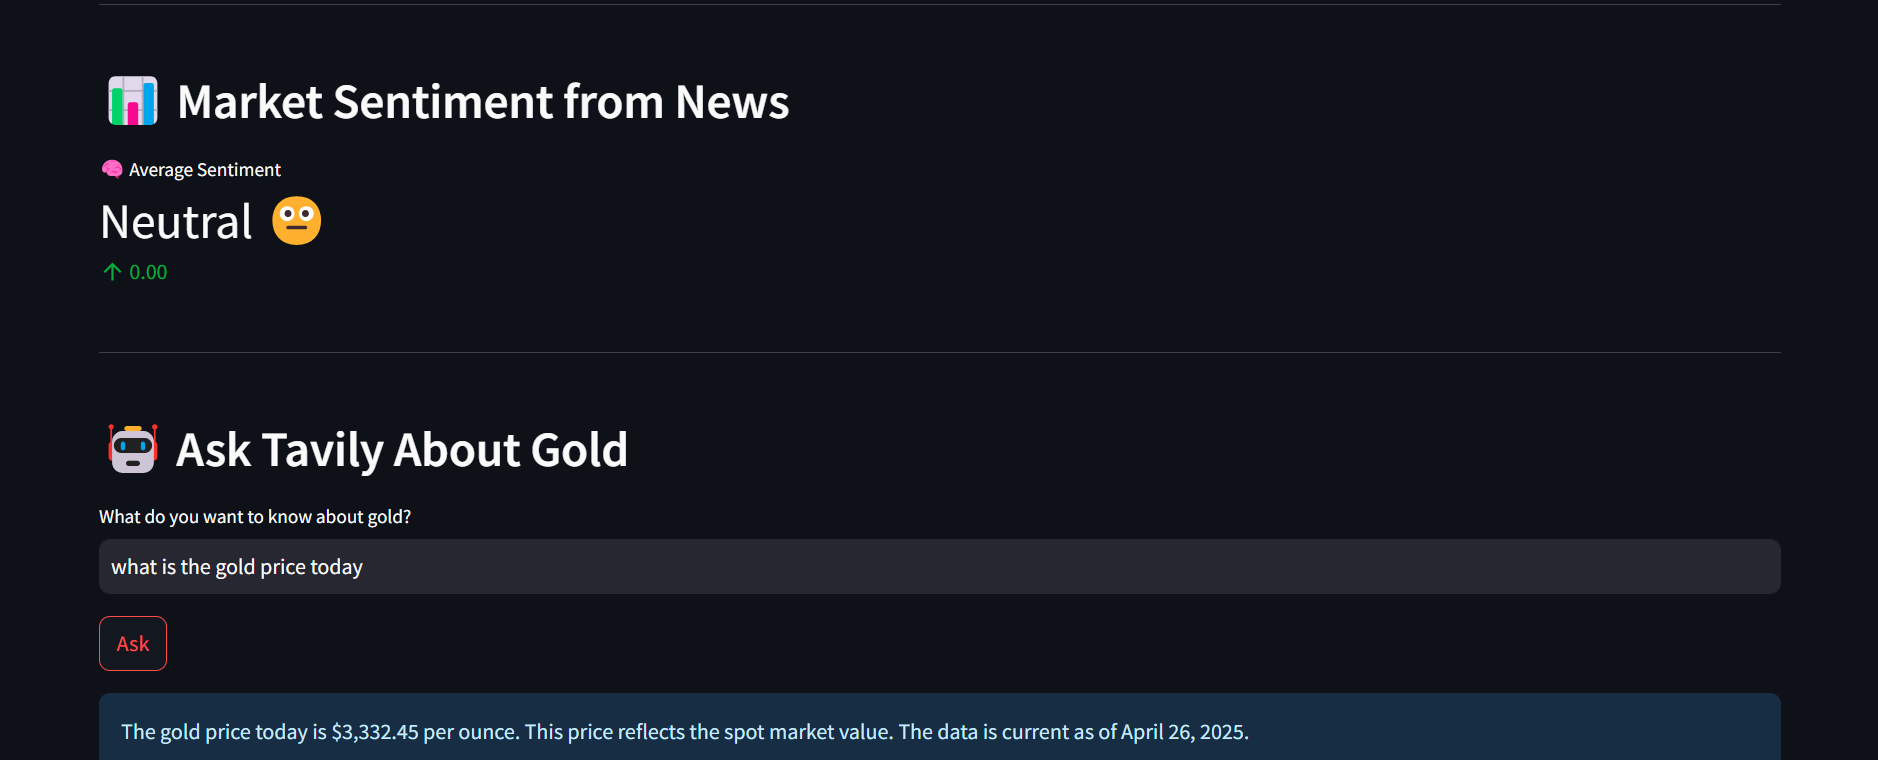 Market Sentiment from News
Average Sentiment
Neutral
↑ 0.00
Ask Tavily About Gold
What do you want to know about gold?
what is the gold price today
Ask
The gold price today is $3,332.45 per ounce. This price reflects the spot market value. The data is current as of April 26, 2025.